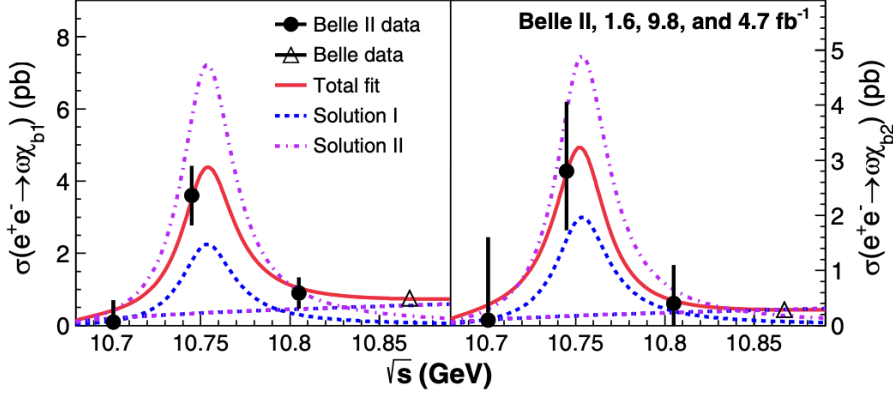 Belle II, 1.6, 9.8, and 4.7 fb⁻¹
Belle II data
Belle data
Total fit
Solution I
Solution II
σ(e⁺e⁻→ωχb1) (pb)
8
6
4
2
0
10.7
10.75
10.8
10.85
10.7
10.75
10.8
10.85
√s (GeV)
5
4
3
2
1
0
σ(e⁺e⁻→ωχb2) (pb)